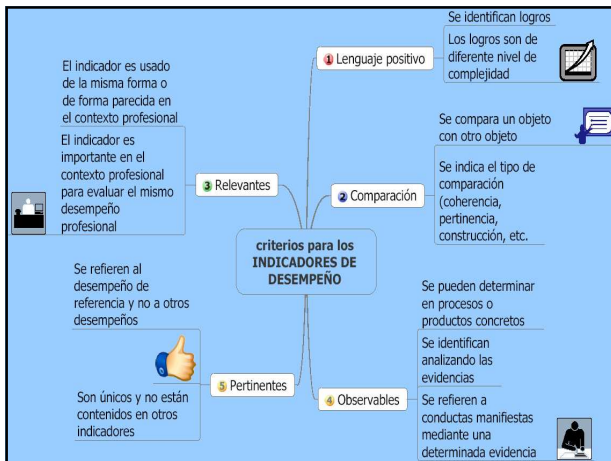 criterios para los
INDICADORES DE
DESEMPEÑO
1 Lenguaje positivo
Se identifican logros
Los logros son de
diferente nivel de
complejidad
2 Comparación
Se compara un objeto
con otro objeto
Se indica el tipo de
comparación
(coherencia,
pertinencia,
construcción, etc.
3 Relevantes
El indicador es usado
de la misma forma o
de forma parecida en
el contexto profesional
El indicador es
importante en el
contexto profesional
para evaluar el mismo
desempeño
profesional
4 Observables
Se pueden determinar
en procesos o
productos concretos
Se identifican
analizando las
evidencias
Se refieren a
conductas manifiestas
mediante una
determinada evidencia
5 Pertinentes
Se refieren al
desempeño de
referencia y no a otros
desempeños
Son únicos y no están
contenidos en otros
indicadores